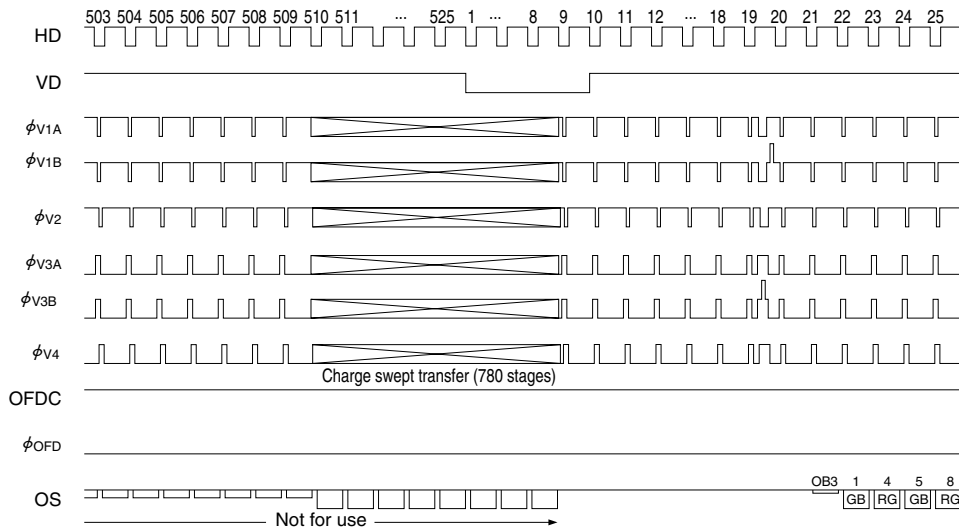 503 504 505 506 507 508 509 510 511 ... 525 1 ... 8 9 10 11 12 ... 18 19 20 21 22 23 24 25
HD
VD
ϕV1A
ϕV1B
ϕV2
ϕV3A
ϕV3B
ϕV4
Charge swept transfer (780 stages)
OFDC
ϕOFD
OB3 1 4 5 8
OS GB RG GB RG
Not for use